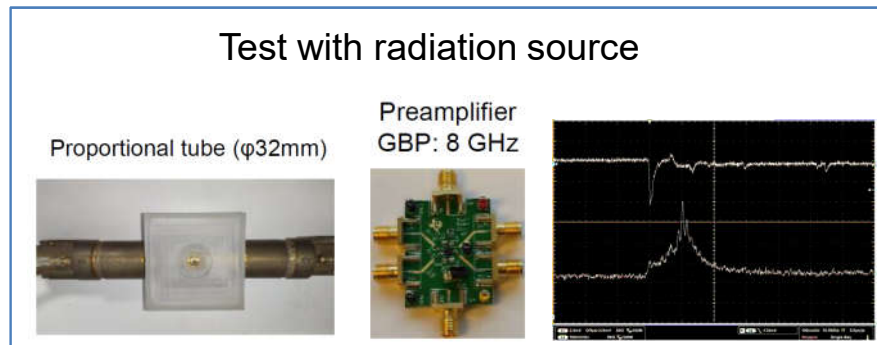 Test with radiation source
Preamplifier
GBP: 8 GHz
Proportional tube (φ32mm)